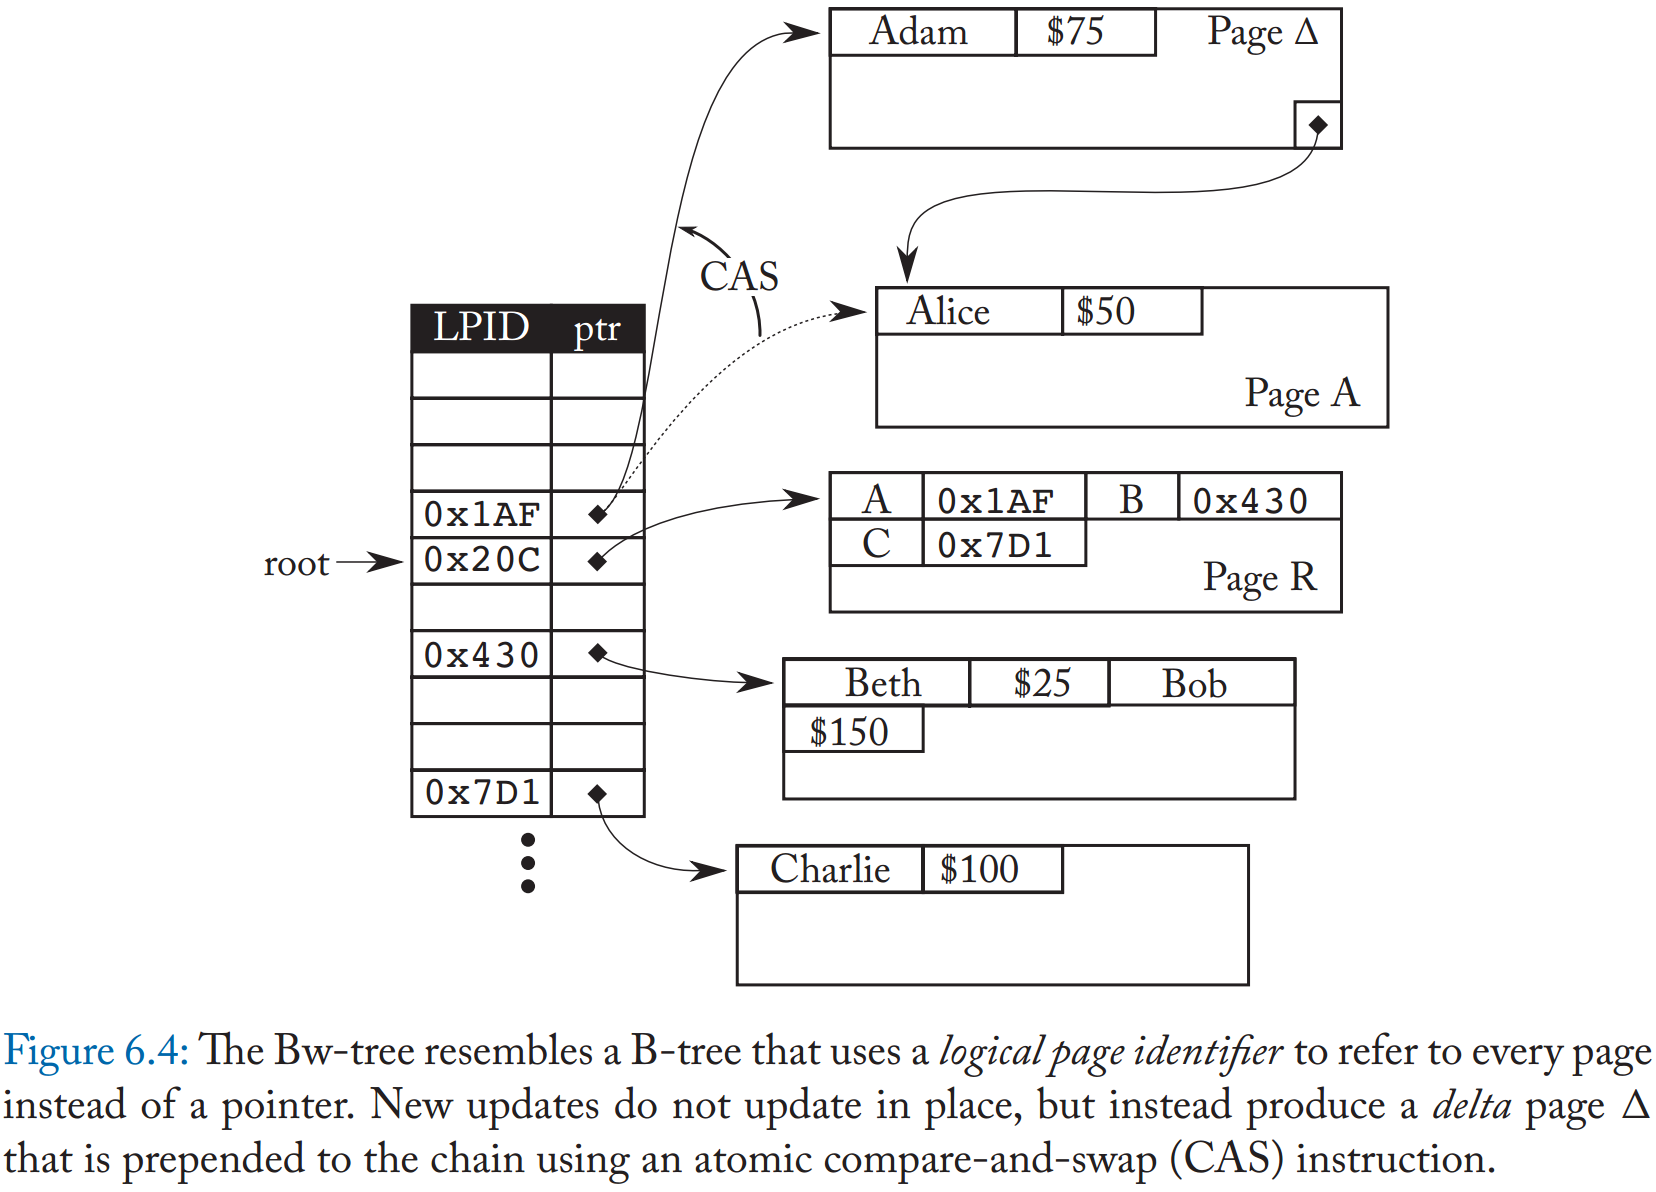 Adam $75 Page Δ
CAS
Alice $50
Page A
LPID ptr
0x1AF
root 0x20C
0x430
0x7D1
A 0x1AF B 0x430
C 0x7D1
Page R
Beth $25 Bob
$150
Charlie $100
Figure 6.4: The Bw-tree resembles a B-tree that uses a logical page identifier to refer to every page
instead of a pointer. New updates do not update in place, but instead produce a delta page Δ
that is prepended to the chain using an atomic compare-and-swap (CAS) instruction.